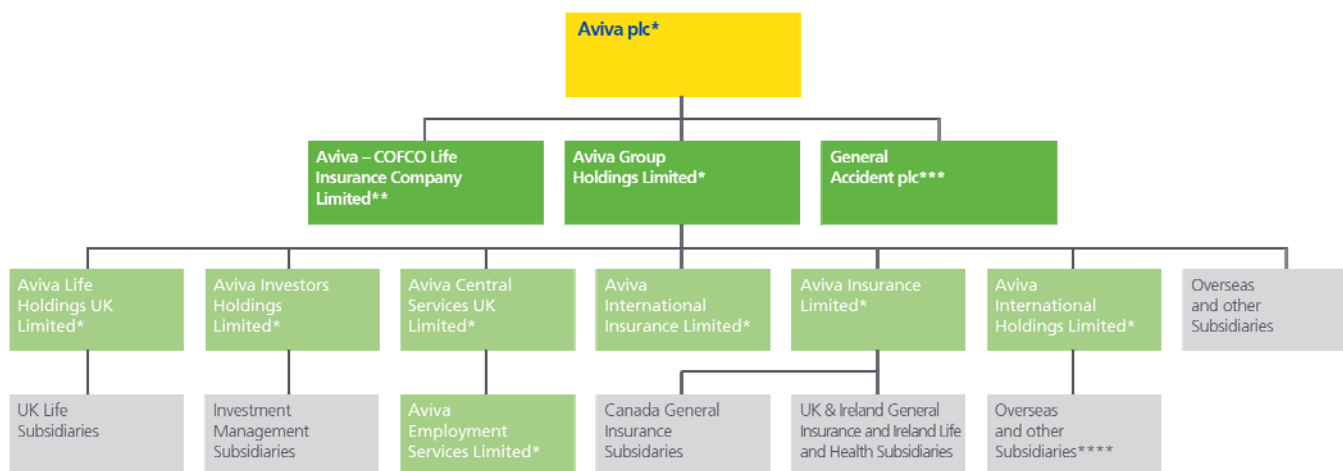 Aviva plc*
Aviva – COFCO Life
Insurance Company
Limited**
Aviva Group
Holdings Limited*
General
Accident plc***
Aviva Life
Holdings UK
Limited*
Aviva Investors
Holdings
Limited*
Aviva Central
Services UK
Limited*
Aviva
International
Insurance Limited*
Aviva Insurance
Limited*
Aviva
International
Holdings Limited*
Overseas
and other
Subsidiaries
UK Life
Subsidiaries
Investment
Management
Subsidiaries
Aviva
Employment
Services Limited*
Canada General
Insurance
Subsidaries
UK & Ireland General
Insurance and Ireland Life
and Health Subsidiaries
Overseas
and other
Subsidiaries****